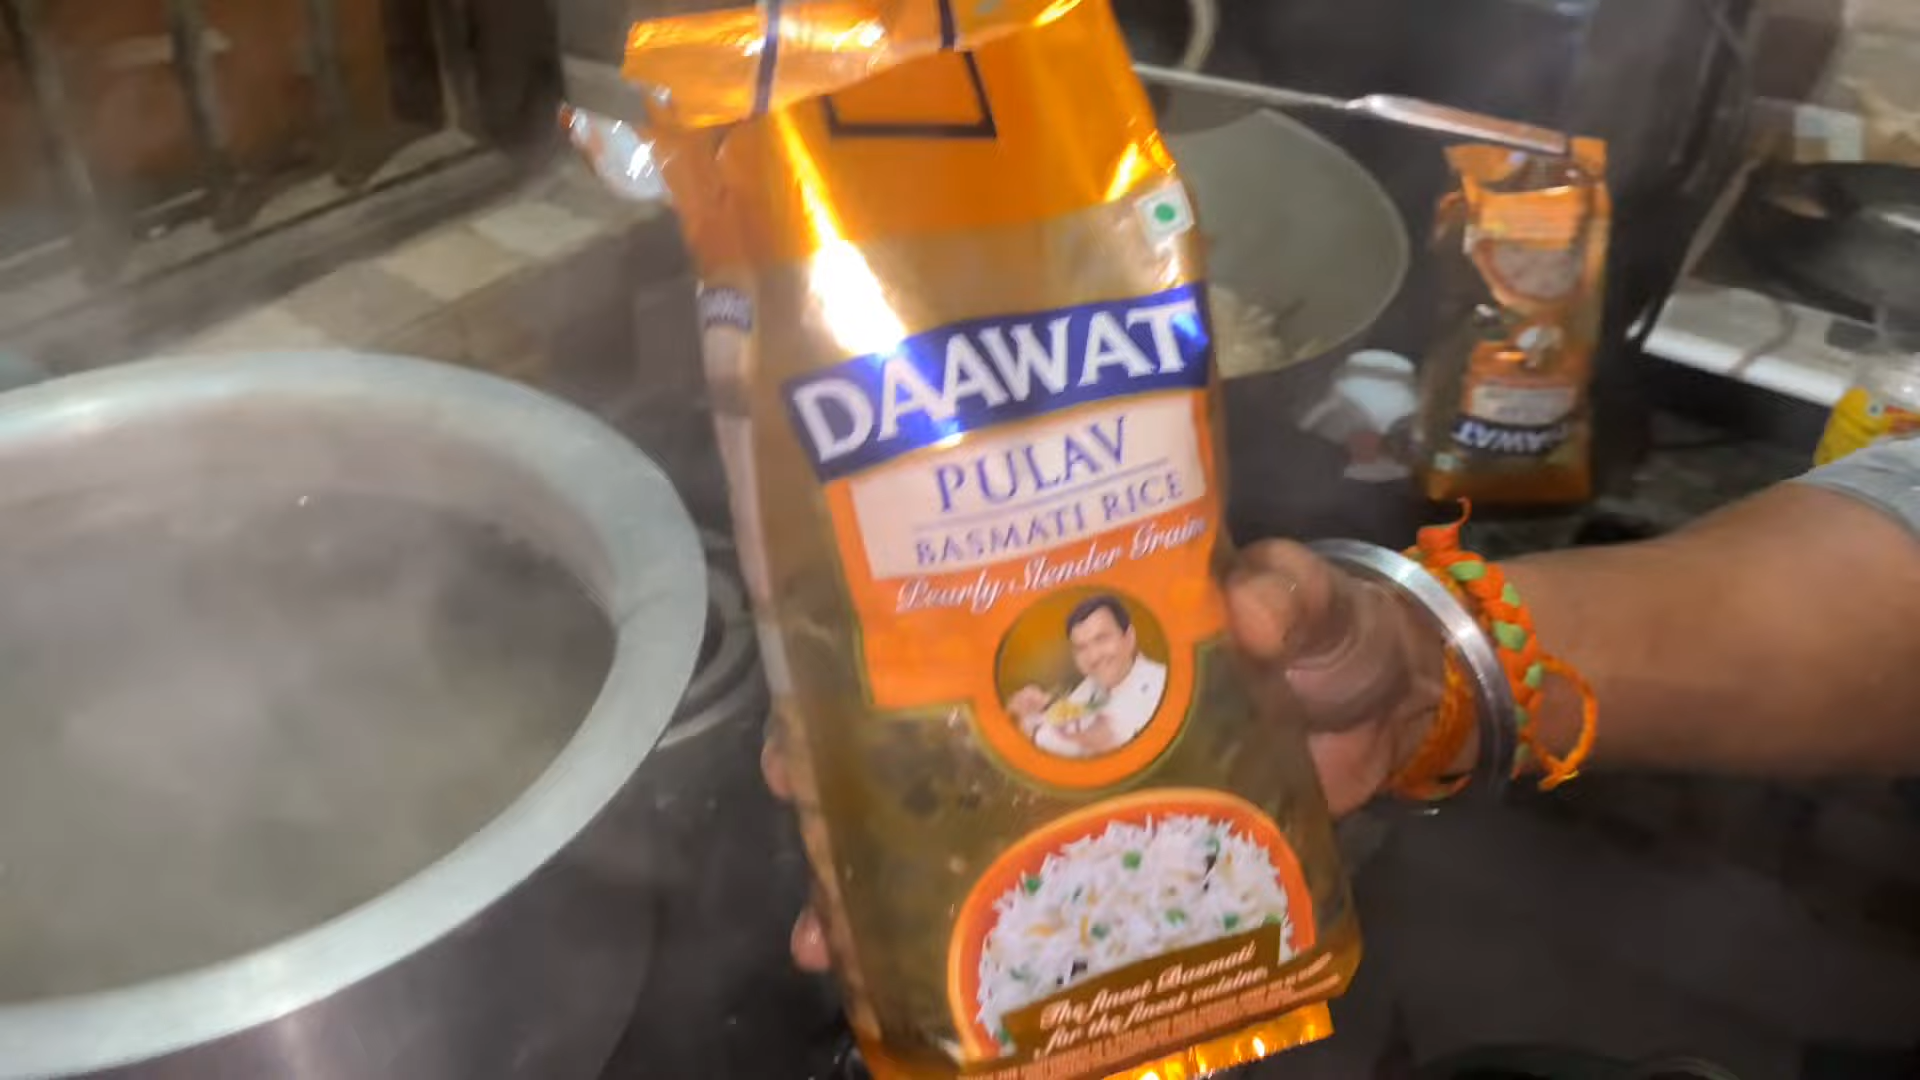 DAAWAT
PULAV
BASMATI RICE
Pearly Slender Grains
The finest Basmati
for the finest cuisine.